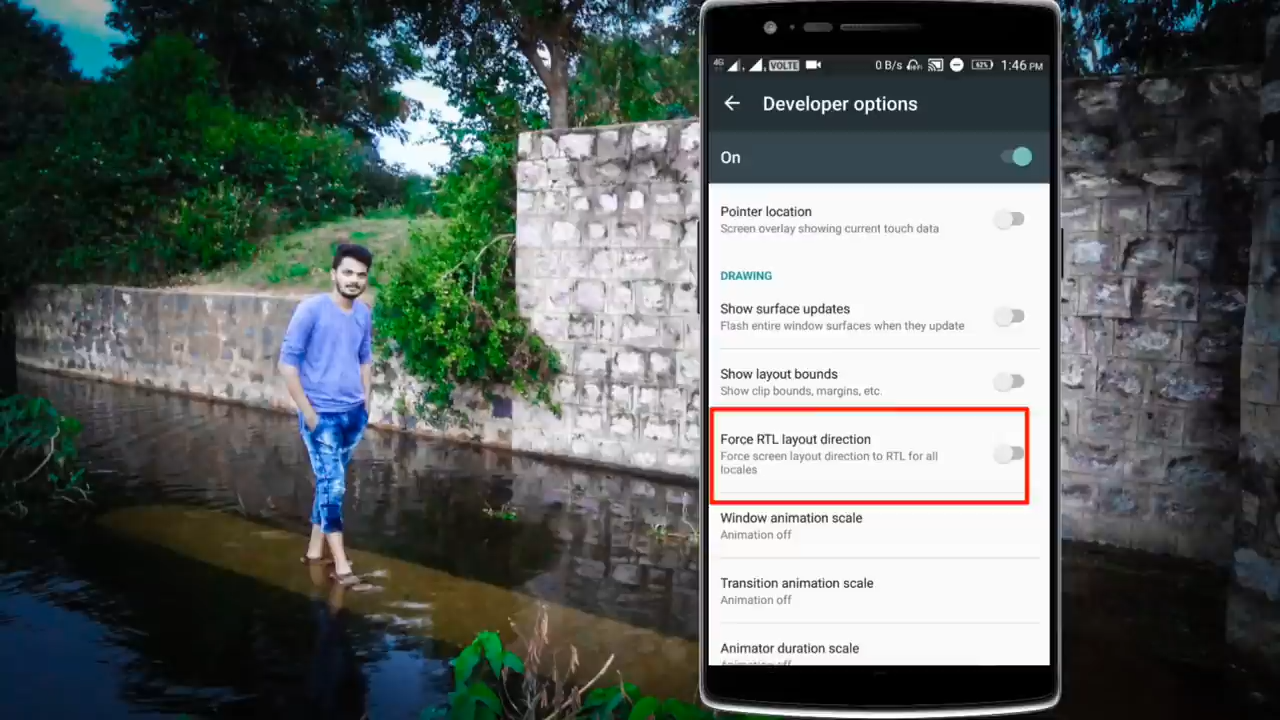 4G VOLTE 0 B/s 62% 1:46 PM
Developer options
On
Pointer location
Screen overlay showing current touch data
DRAWING
Show surface updates
Flash entire window surfaces when they update
Show layout bounds
Show clip bounds, margins, etc.
Force RTL layout direction
Force screen layout direction to RTL for all
locales
Window animation scale
Animation off
Transition animation scale
Animation off
Animator duration scale
Animation off